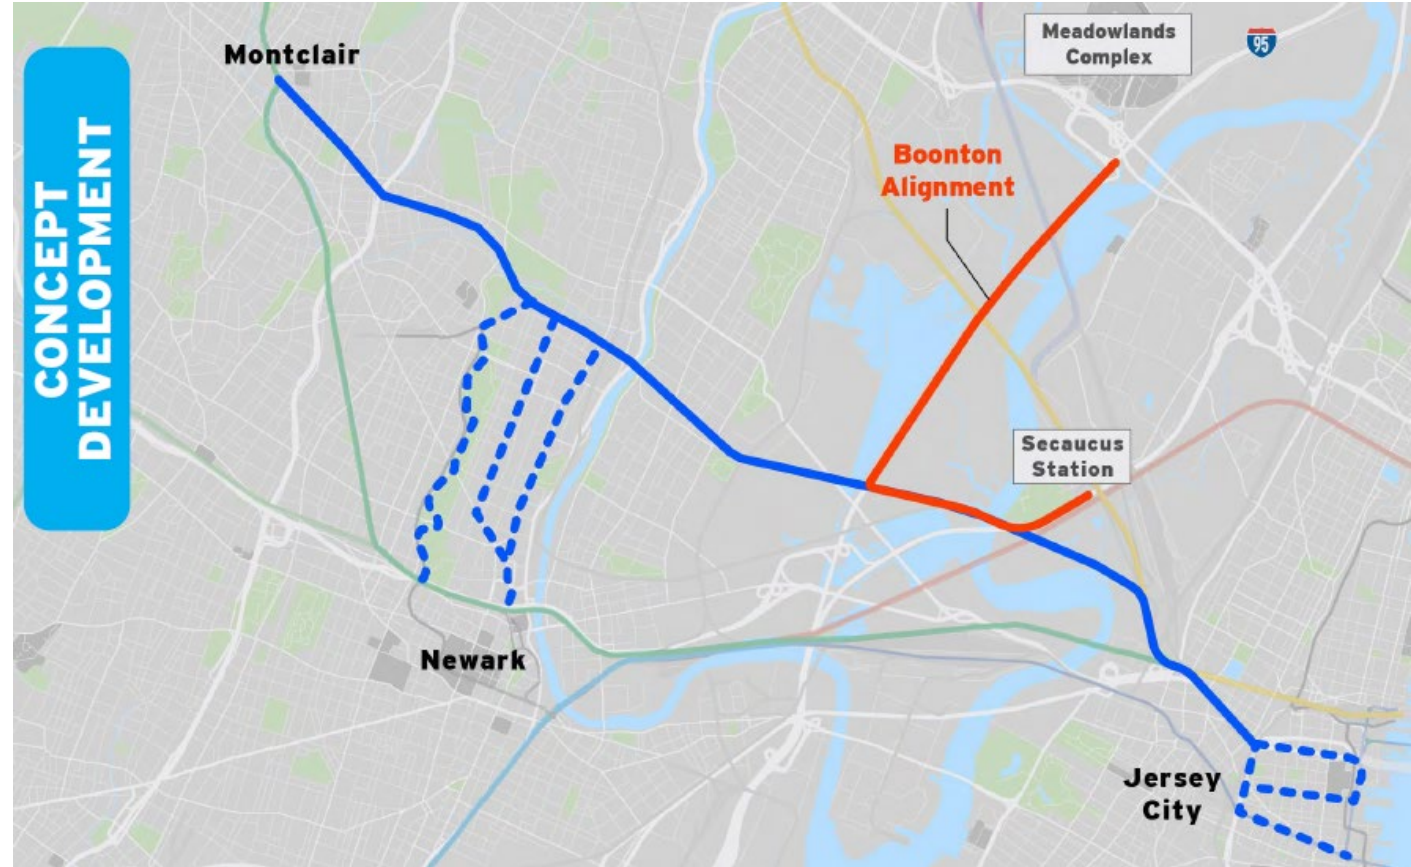 CONCEPT
DEVELOPMENT
Montclair
Meadowlands
Complex
95
Boonton
Alignment
Secaucus
Station
Newark
Jersey
City